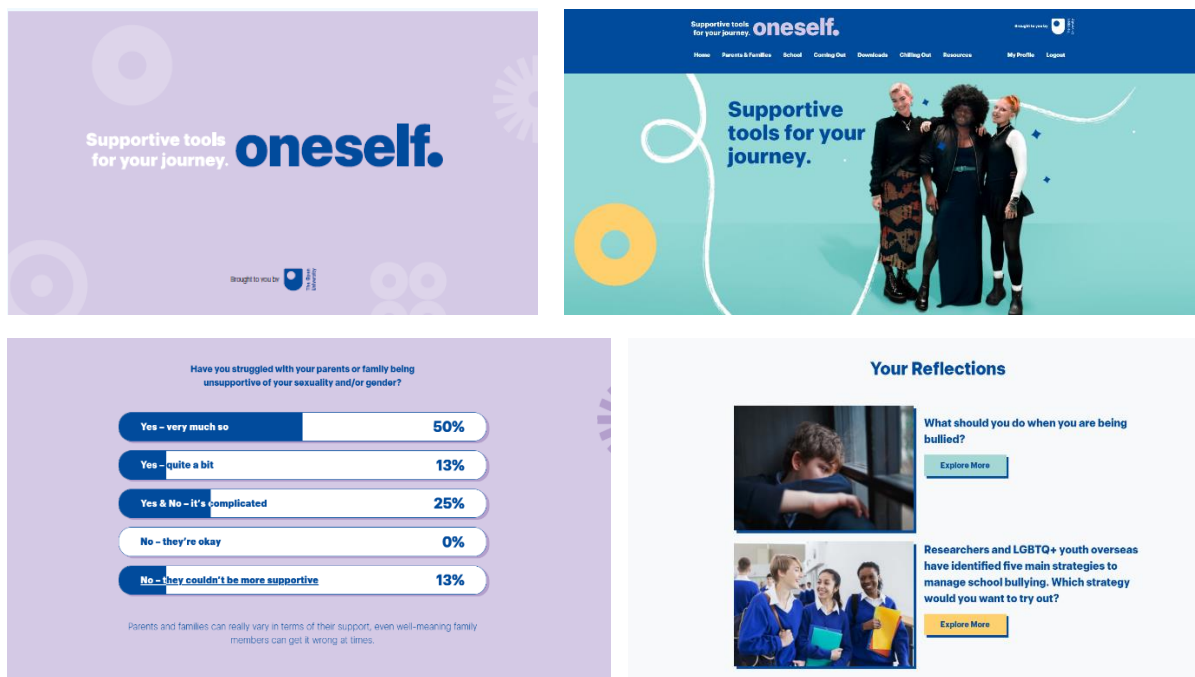 Supportive tools
for your journey.
oneself.
Brought to you by
The Open
University
Supportive tools
for your journey.
oneself.
Brought to you by
Home Parents & Families School Coming Out Downloads Chilling Out Resources My Profile Logout
Supportive
tools for your
journey.
Have you struggled with your parents or family being
unsupportive of your sexuality and/or gender?
Yes – very much so 50%
Yes – quite a bit 13%
Yes & No – it's complicated 25%
No – they're okay 0%
No – they couldn't be more supportive 13%
Parents and families can really vary in terms of their support, even well-meaning family
members can get it wrong at times.
Your Reflections
What should you do when you are being
bullied?
Explore More
Researchers and LGBTQ+ youth overseas
have identified five main strategies to
manage school bullying. Which strategy
would you want to try out?
Explore More